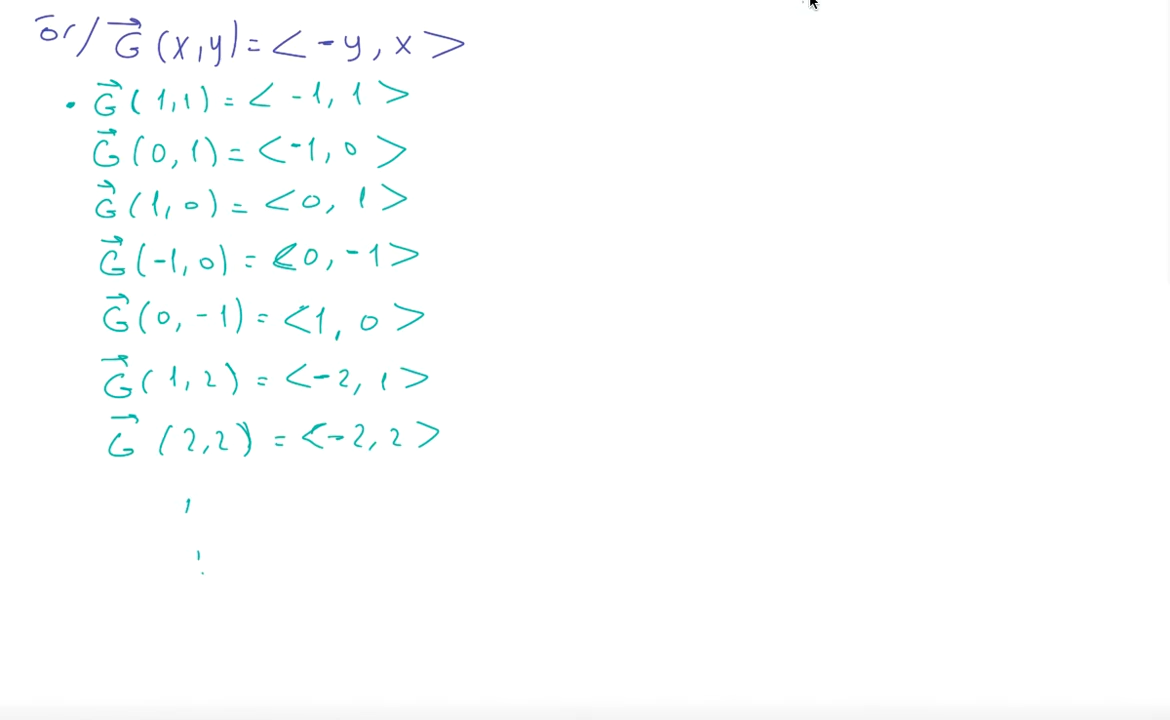 ör/ G⃗(x,y)=<-y, x>
• G⃗(1,1) = <-1, 1>
G⃗(0, 1) = <-1, 0>
G⃗(1, 0) = <0, 1>
G⃗(-1, 0) = <0, -1>
G⃗(0, -1) = <1, 0>
G⃗(1, 2) = <-2, 1>
G⃗(2,2) = <-2, 2>